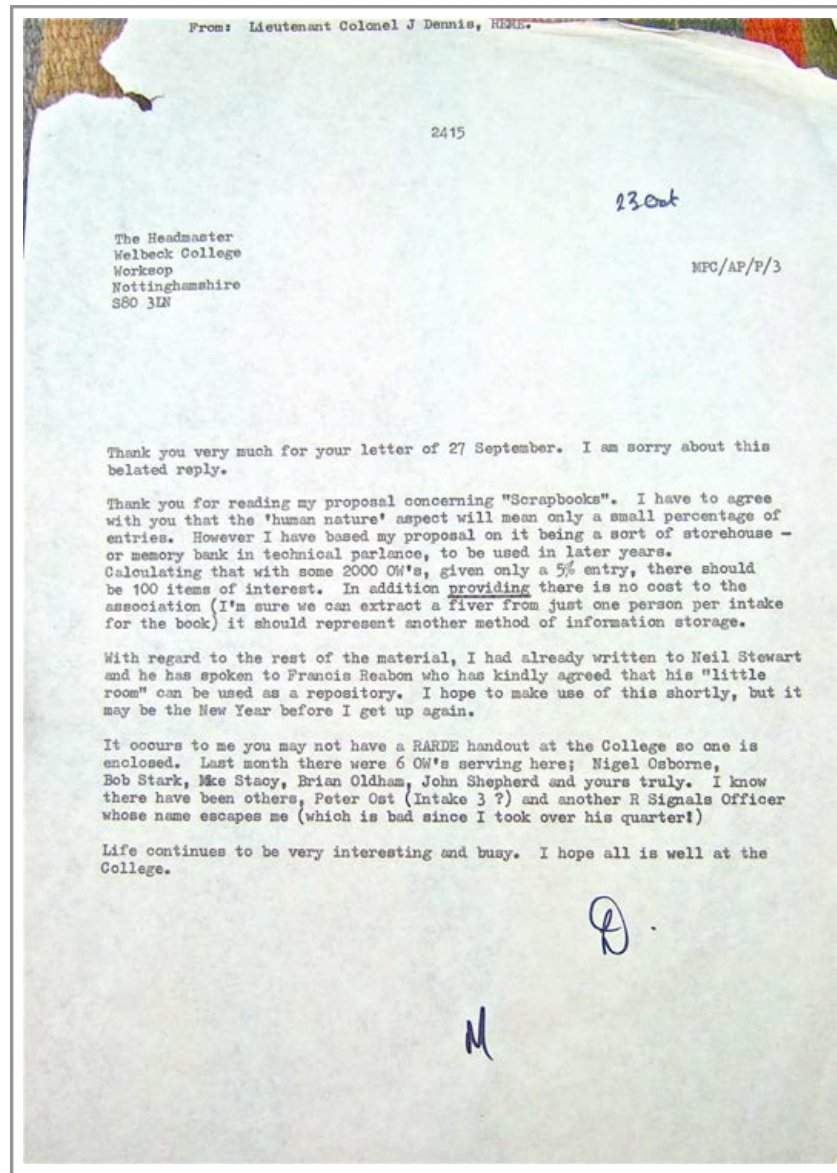 From: Lieutenant Colonel J Dennis, REME.
2415
23 Oct
The Headmaster
Welbeck College
Worksop
Nottinghamshire
S80 3LN
MPC/AP/P/3
Thank you very much for your letter of 27 September. I am sorry about this
belated reply.
Thank you for reading my proposal concerning "Scrapbooks". I have to agree
with you that the 'human nature' aspect will mean only a small percentage of
entries. However I have based my proposal on it being a sort of storehouse -
or memory bank in technical parlance, to be used in later years.
Calculating that with some 2000 OW's, given only a 5% entry, there should
be 100 items of interest. In addition providing there is no cost to the
association (I'm sure we can extract a fiver from just one person per intake
for the book) it should represent another method of information storage.
With regard to the rest of the material, I had already written to Neil Stewart
and he has spoken to Francis Reabon who has kindly agreed that his "little
room" can be used as a repository. I hope to make use of this shortly, but it
may be the New Year before I get up again.
It occurs to me you may not have a RARDE handout at the College so one is
enclosed. Last month there were 6 OW's serving here; Nigel Osborne,
Bob Stark, Mke Stacy, Brian Oldham, John Shepherd and yours truly. I know
there have been others, Peter Ost (Intake 3 ?) and another R Signals Officer
whose name escapes me (which is bad since I took over his quarter!)
Life continues to be very interesting and busy. I hope all is well at the
College.
M